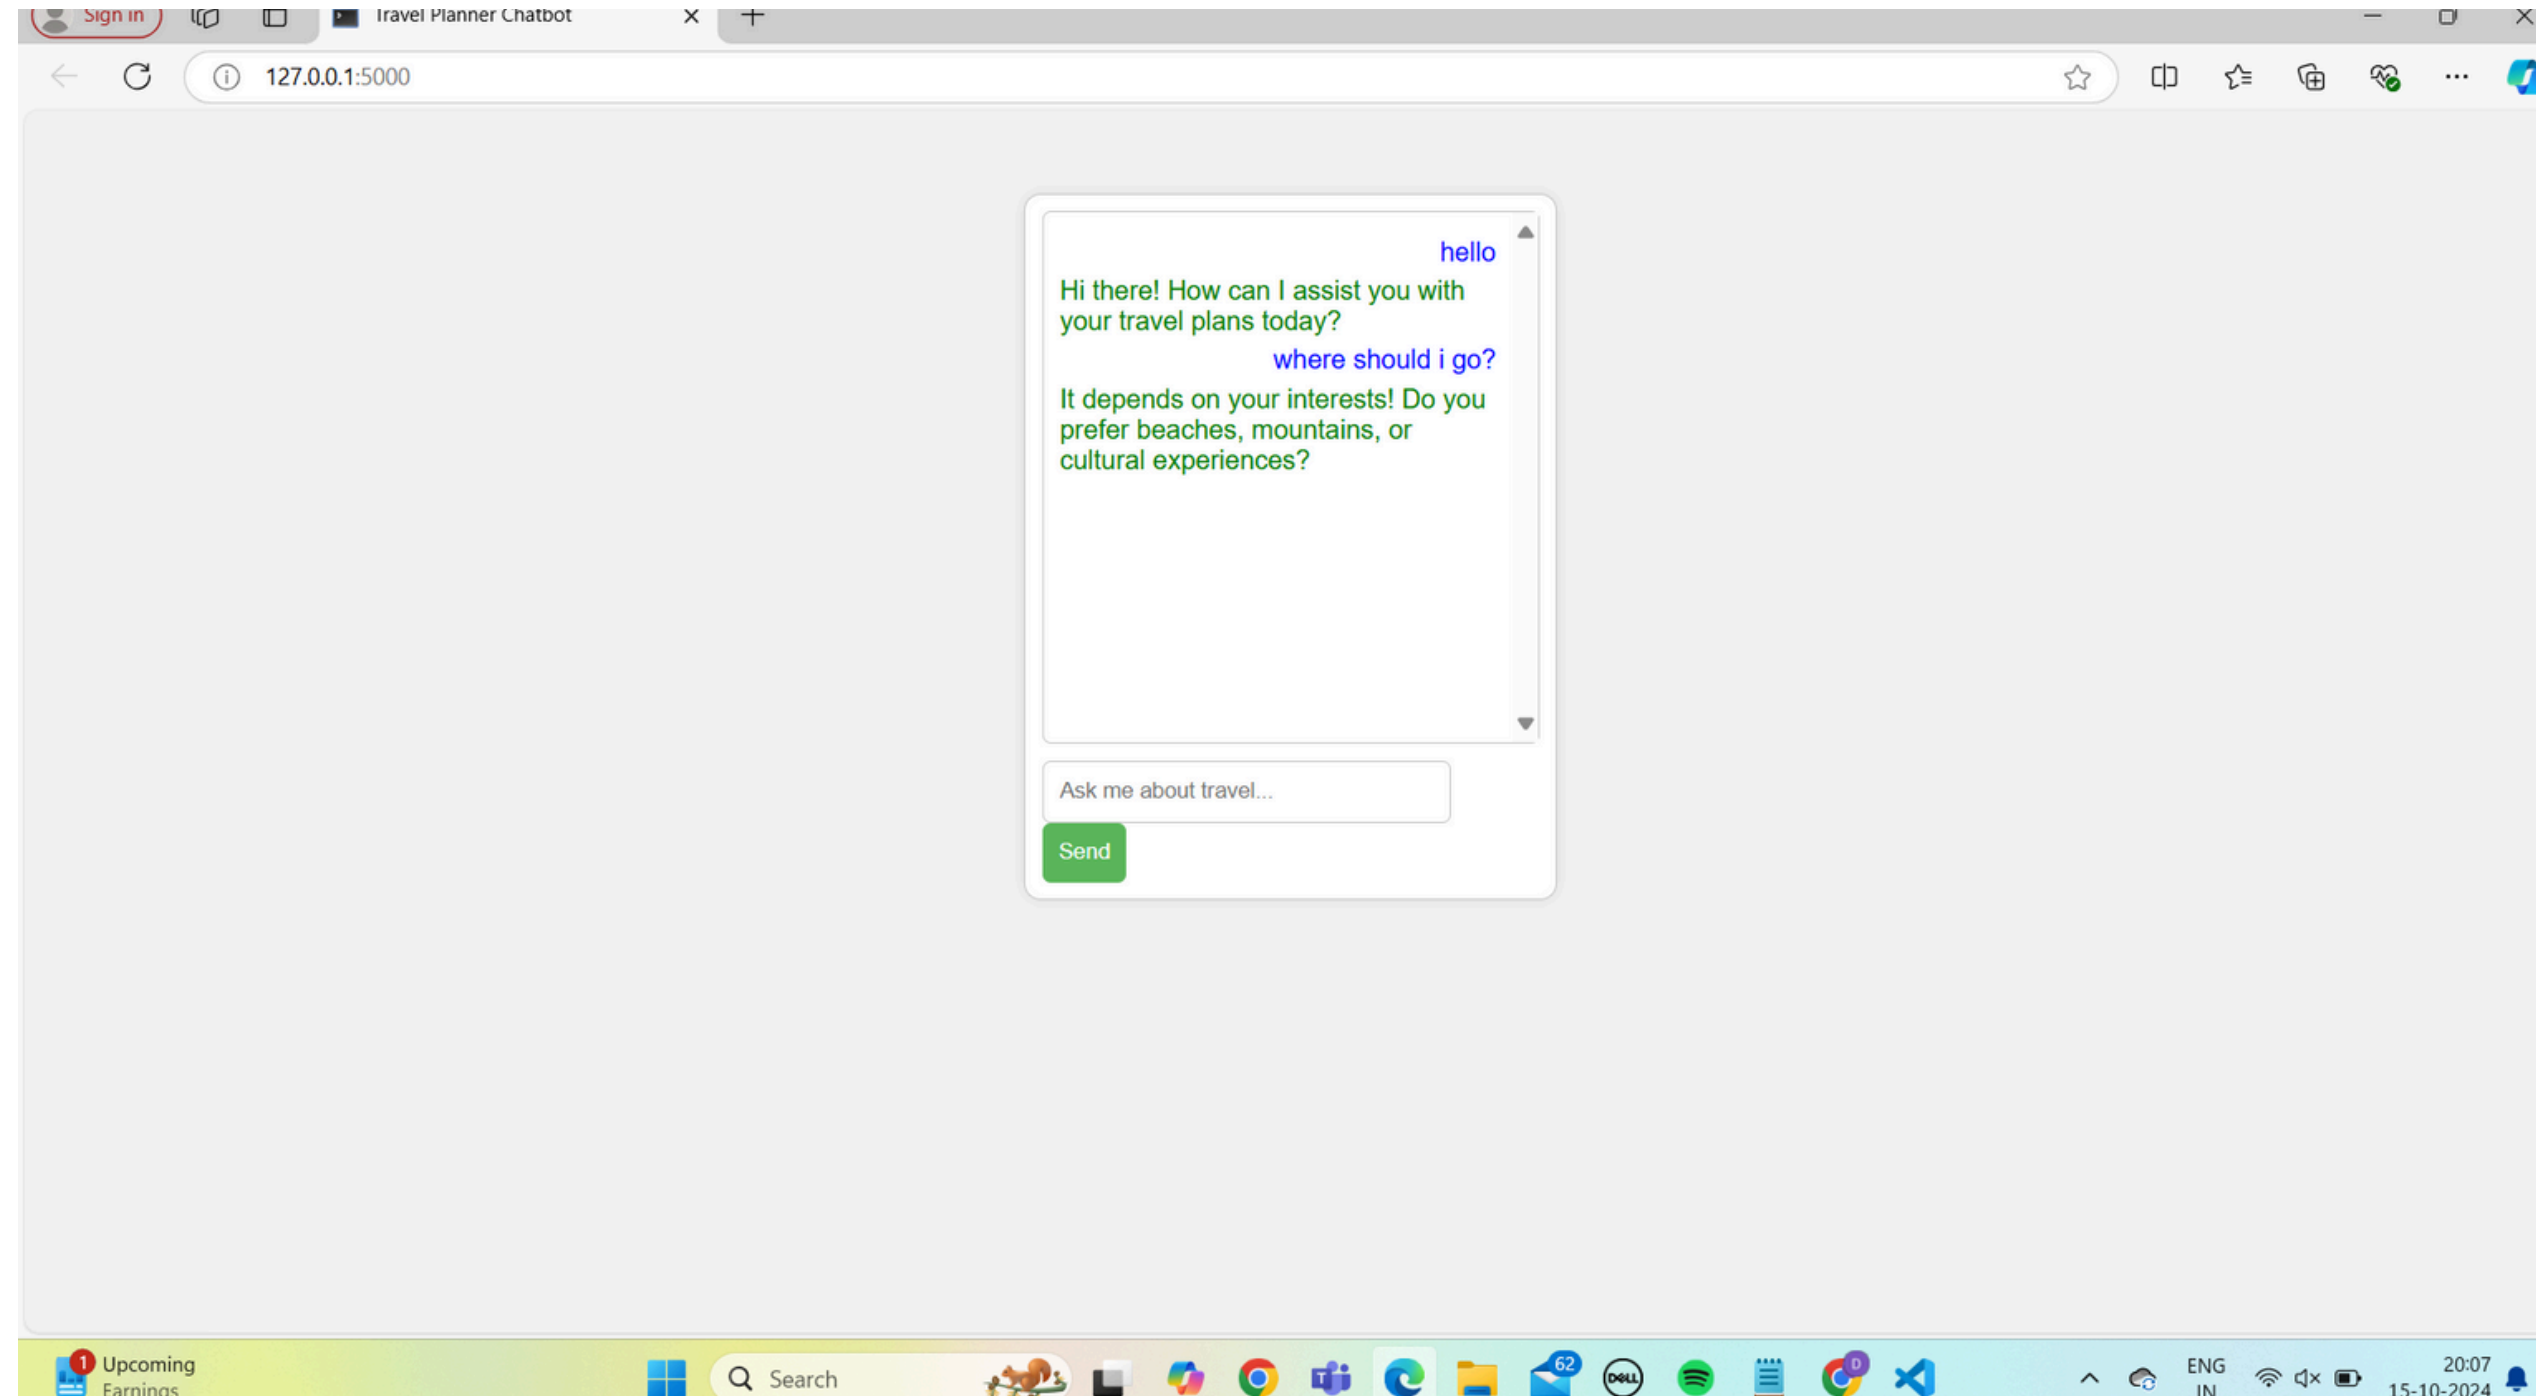 Sign in
Travel Planner Chatbot
127.0.0.1:5000
hello
Hi there! How can I assist you with
your travel plans today?
where should i go?
It depends on your interests! Do you
prefer beaches, mountains, or
cultural experiences?
Ask me about travel...
Send
1
Upcoming
Earnings
Search
62
DELL
D
ENG
IN
20:07
15-10-2024